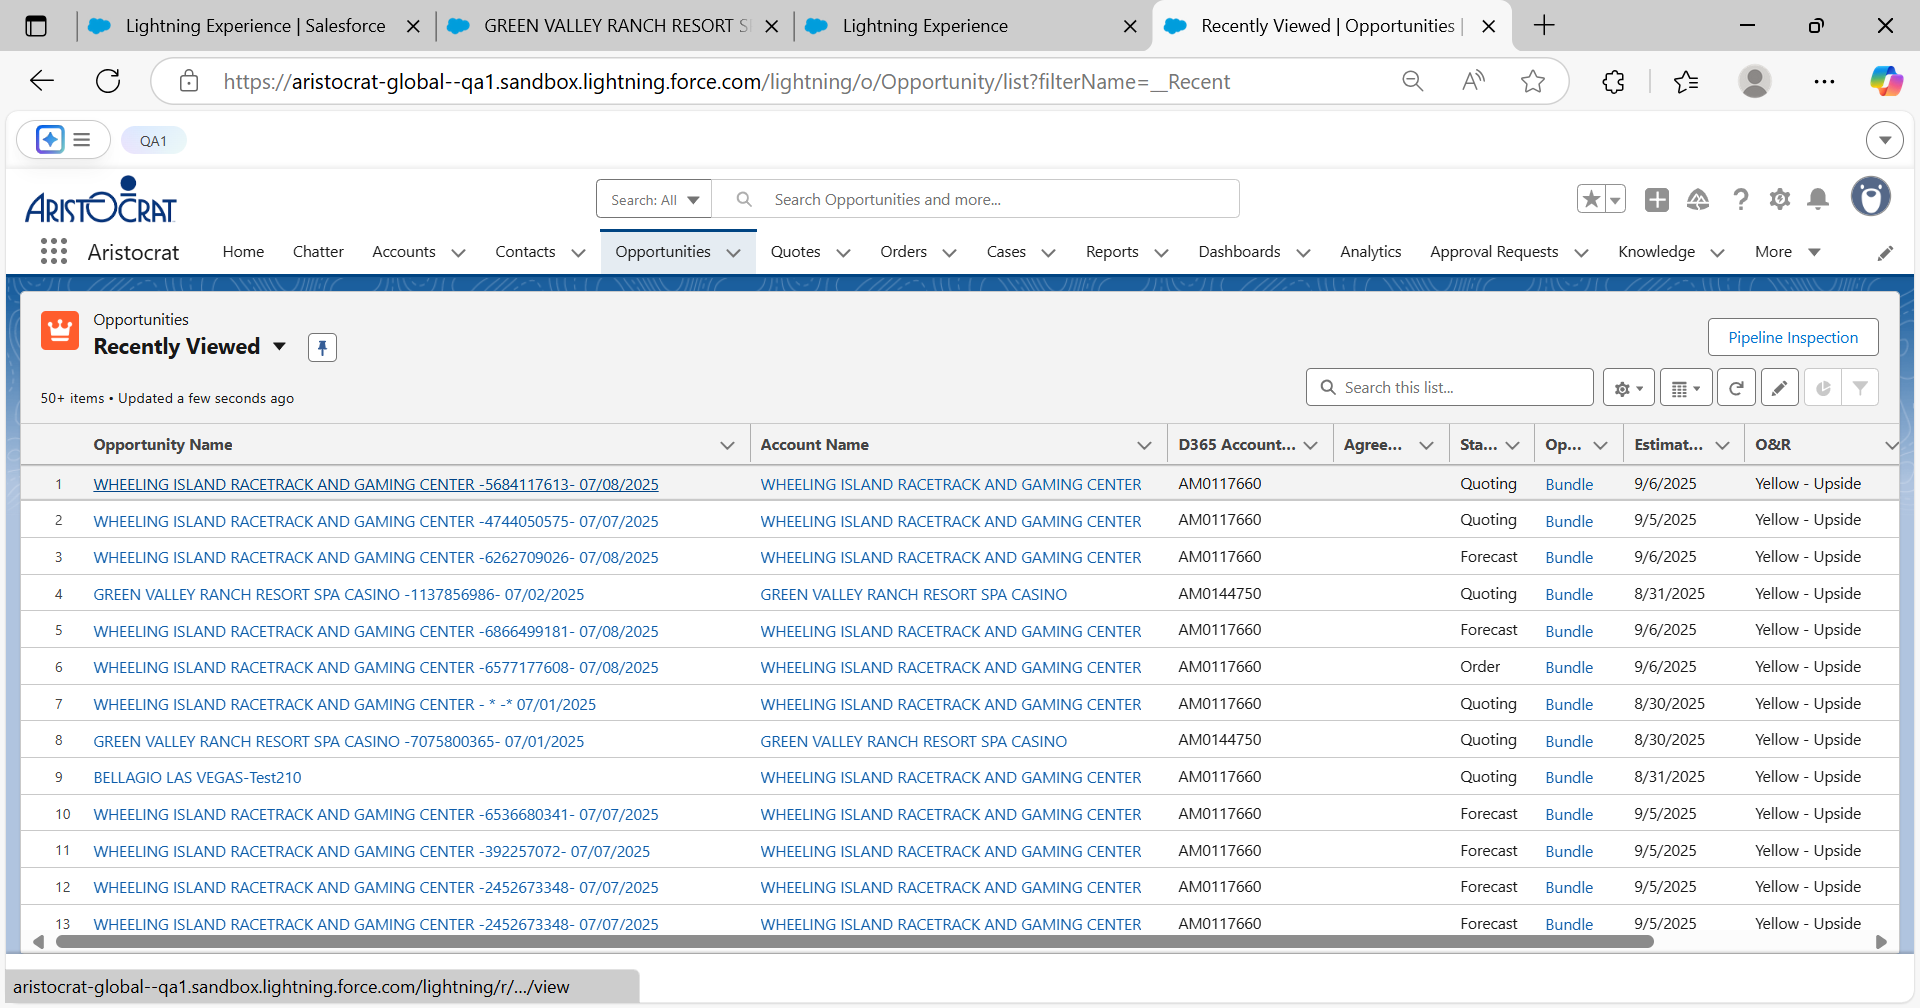 Lightning Experience | Salesforce
GREEN VALLEY RANCH RESORT S
Lightning Experience
Recently Viewed | Opportunities |
https://aristocrat-global--qa1.sandbox.lightning.force.com/lightning/o/Opportunity/list?filterName=__Recent
QA1
ARISTOCRAT
Search: All
Search Opportunities and more...
Aristocrat
Home
Chatter
Accounts
Contacts
Opportunities
Quotes
Orders
Cases
Reports
Dashboards
Analytics
Approval Requests
Knowledge
More
Opportunities
Recently Viewed
Pipeline Inspection
50+ items • Updated a few seconds ago
Search this list...
Opportunity Name Account Name D365 Account... Agree... Sta... Op... Estimat... O&R
1 WHEELING ISLAND RACETRACK AND GAMING CENTER -5684117613- 07/08/2025 WHEELING ISLAND RACETRACK AND GAMING CENTER AM0117660 Quoting Bundle 9/6/2025 Yellow - Upside
2 WHEELING ISLAND RACETRACK AND GAMING CENTER -4744050575- 07/07/2025 WHEELING ISLAND RACETRACK AND GAMING CENTER AM0117660 Quoting Bundle 9/5/2025 Yellow - Upside
3 WHEELING ISLAND RACETRACK AND GAMING CENTER -6262709026- 07/08/2025 WHEELING ISLAND RACETRACK AND GAMING CENTER AM0117660 Forecast Bundle 9/6/2025 Yellow - Upside
4 GREEN VALLEY RANCH RESORT SPA CASINO -1137856986- 07/02/2025 GREEN VALLEY RANCH RESORT SPA CASINO AM0144750 Quoting Bundle 8/31/2025 Yellow - Upside
5 WHEELING ISLAND RACETRACK AND GAMING CENTER -6866499181- 07/08/2025 WHEELING ISLAND RACETRACK AND GAMING CENTER AM0117660 Forecast Bundle 9/6/2025 Yellow - Upside
6 WHEELING ISLAND RACETRACK AND GAMING CENTER -6577177608- 07/08/2025 WHEELING ISLAND RACETRACK AND GAMING CENTER AM0117660 Order Bundle 9/6/2025 Yellow - Upside
7 WHEELING ISLAND RACETRACK AND GAMING CENTER - * -* 07/01/2025 WHEELING ISLAND RACETRACK AND GAMING CENTER AM0117660 Quoting Bundle 8/30/2025 Yellow - Upside
8 GREEN VALLEY RANCH RESORT SPA CASINO -7075800365- 07/01/2025 GREEN VALLEY RANCH RESORT SPA CASINO AM0144750 Quoting Bundle 8/30/2025 Yellow - Upside
9 BELLAGIO LAS VEGAS-Test210 WHEELING ISLAND RACETRACK AND GAMING CENTER AM0117660 Quoting Bundle 8/31/2025 Yellow - Upside
10 WHEELING ISLAND RACETRACK AND GAMING CENTER -6536680341- 07/07/2025 WHEELING ISLAND RACETRACK AND GAMING CENTER AM0117660 Forecast Bundle 9/5/2025 Yellow - Upside
11 WHEELING ISLAND RACETRACK AND GAMING CENTER -392257072- 07/07/2025 WHEELING ISLAND RACETRACK AND GAMING CENTER AM0117660 Forecast Bundle 9/5/2025 Yellow - Upside
12 WHEELING ISLAND RACETRACK AND GAMING CENTER -2452673348- 07/07/2025 WHEELING ISLAND RACETRACK AND GAMING CENTER AM0117660 Forecast Bundle 9/5/2025 Yellow - Upside
13 WHEELING ISLAND RACETRACK AND GAMING CENTER -2452673348- 07/07/2025 WHEELING ISLAND RACETRACK AND GAMING CENTER AM0117660 Forecast Bundle 9/5/2025 Yellow - Upside
aristocrat-global--qa1.sandbox.lightning.force.com/lightning/r/.../view